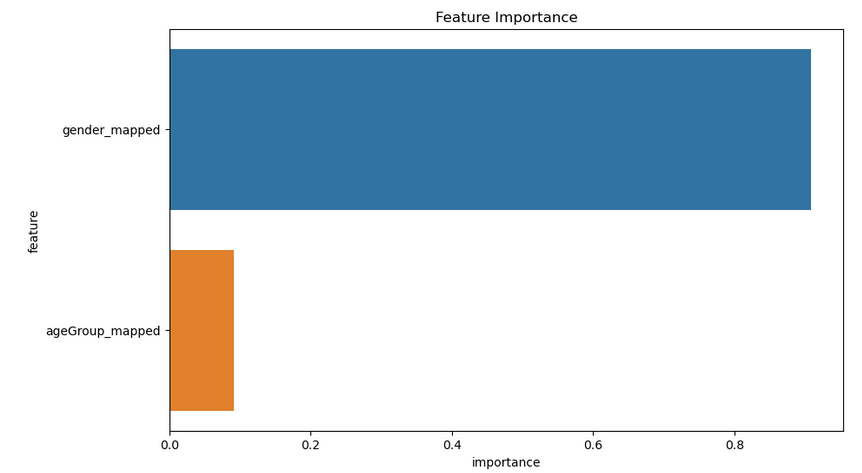 Feature Importance
gender_mapped
feature
ageGroup_mapped
0.0 0.2 0.4 0.6 0.8
importance